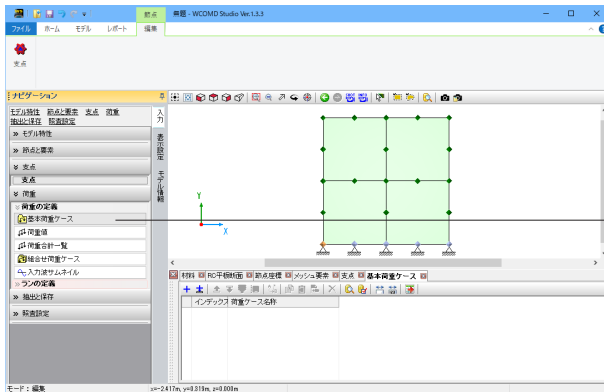 節点 無題 - WCOMD Studio Ver.1.3.3
ファイル ホーム モデル レポート 編集
支点
ナビゲーション
モデル特性 節点と要素 支点 荷重
抽出と保存 照査設定
モデル特性
節点と要素
支点
支点
荷重
荷重の定義
基本荷重ケース
荷重値
荷重合計一覧
組合せ荷重ケース
入力波サムネイル
ランの定義
抽出と保存
照査設定
入力
表示設定
モデル情報
Y
X
材料 RC平板断面 節点座標 メッシュ要素 支点 基本荷重ケース
インデックス 荷重ケース名称
モード：編集 x=-2.417m, y=0.819m, z=0.000m